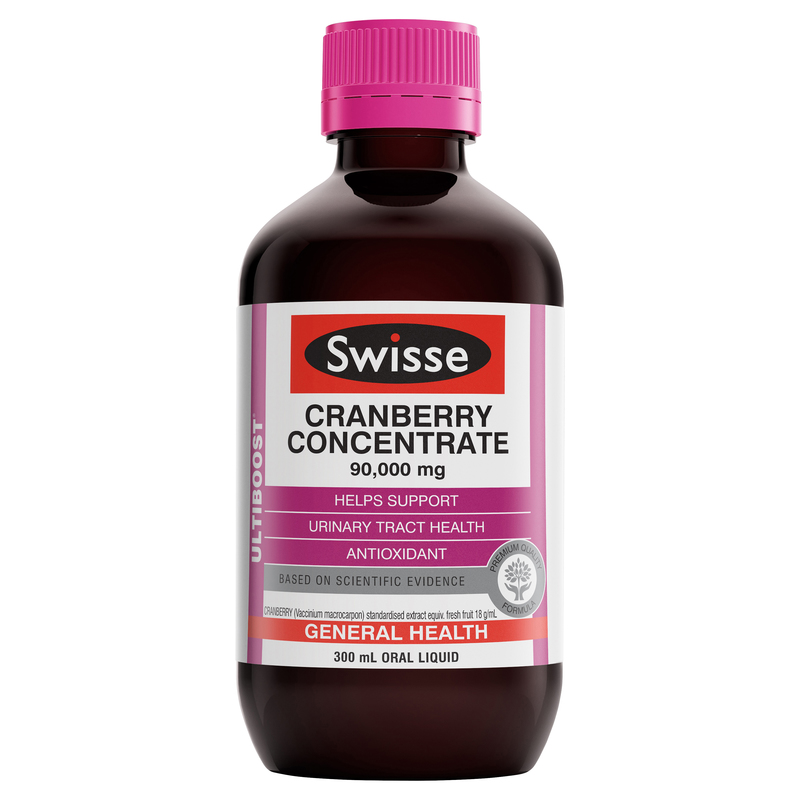 Swisse
CRANBERRY
CONCENTRATE
90,000 mg
ULTIBOOST
HELPS SUPPORT
URINARY TRACT HEALTH
ANTIOXIDANT
BASED ON SCIENTIFIC EVIDENCE
PREMIUM QUALITY
FORMULA
CRANBERRY (Vaccinium macrocarpon) standardised extract equiv. fresh fruit 18 g/mL
GENERAL HEALTH
300 mL ORAL LIQUID